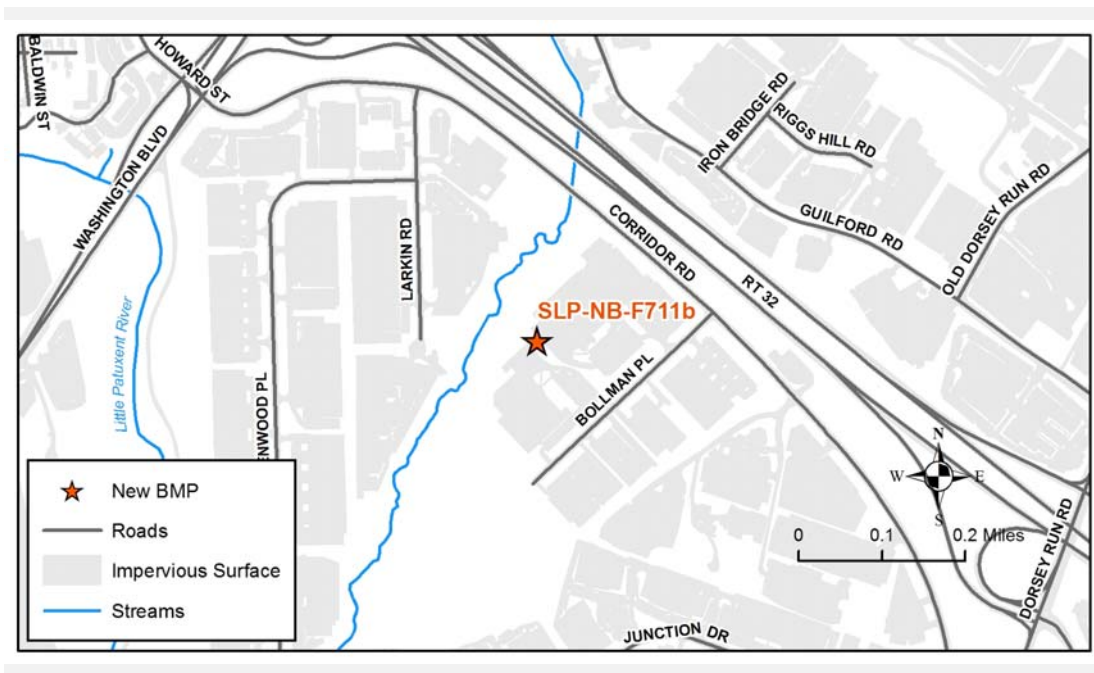 BALDWIN ST
HOWARD ST
WASHINGTON BLVD
Little Patuxent River
LARKIN RD
ENWOOD PL
SLP-NB-F711b
BOLLMAN PL
CORRIDOR RD
RT 32
IRON BRIDGE RD
RIGGS HILL RD
GUILFORD RD
OLD DORSEY RUN RD
DORSEY RUN RD
JUNCTION DR
N
W
E
S
0 0.1 0.2 Miles
New BMP
Roads
Impervious Surface
Streams